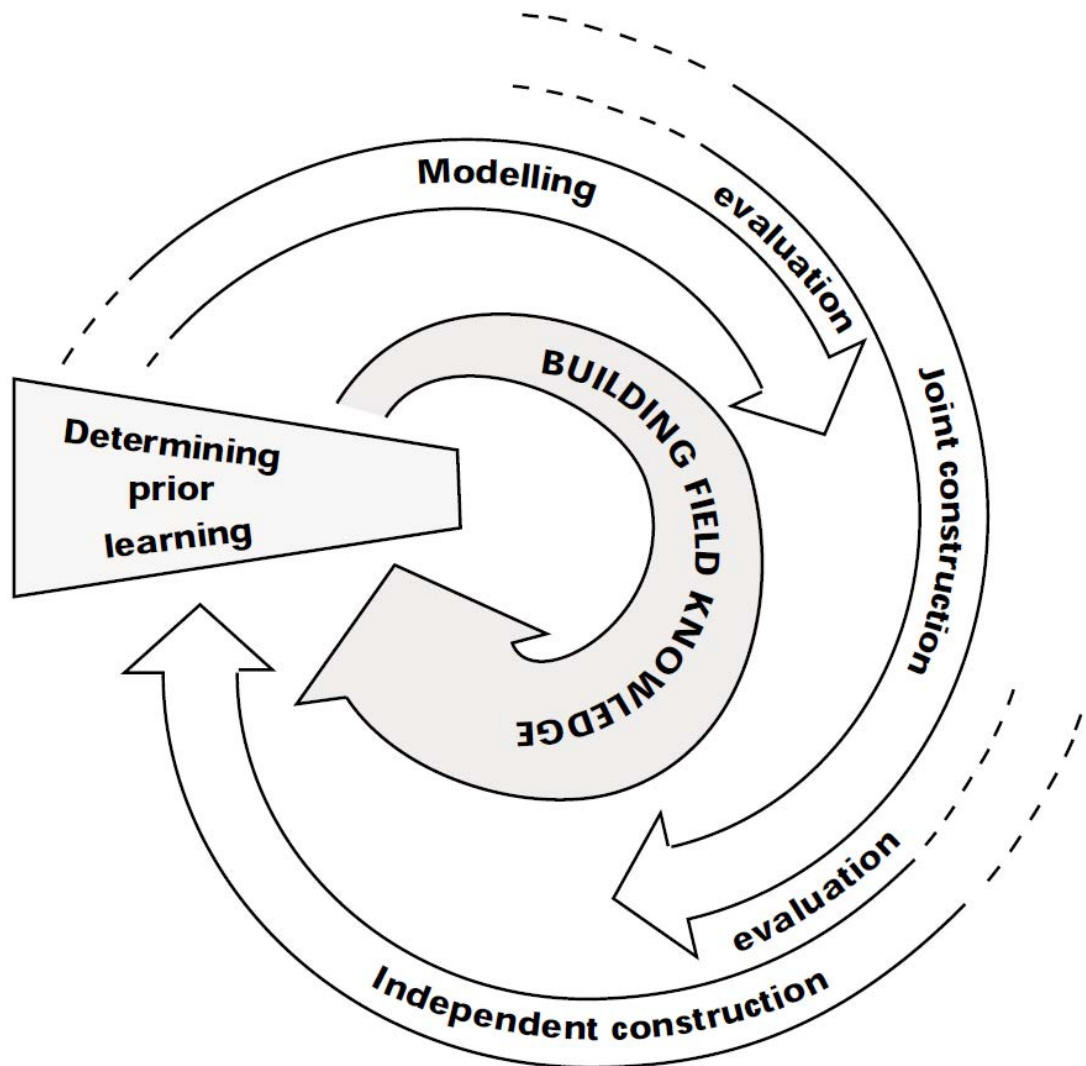 Modelling
evaluation
Determining
prior
learning
BUILDING FIELD KNOWLEDGE
Joint construction
evaluation
Independent construction